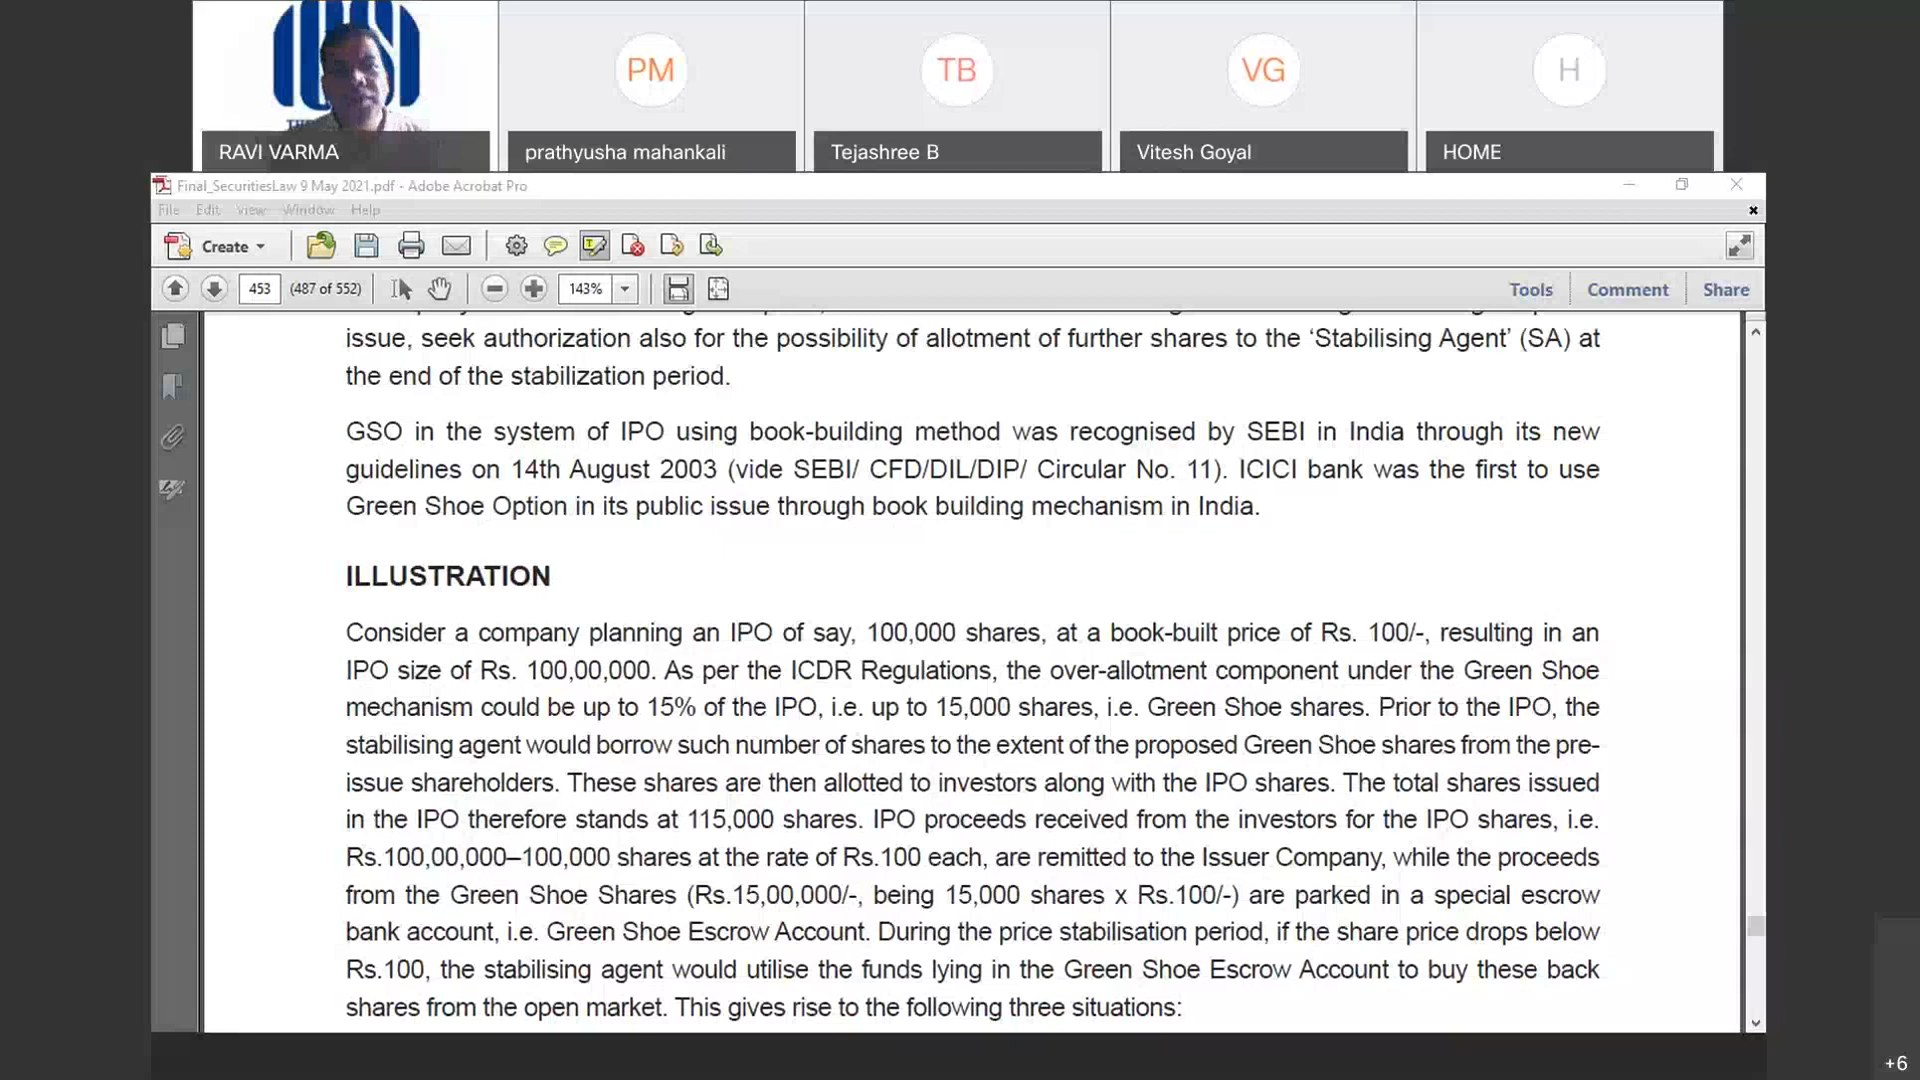 PM
TB
VG
H
RAVI VARMA
prathyusha mahankali
Tejashree B
Vitesh Goyal
HOME
Final_SecuritiesLaw 9 May 2021.pdf - Adobe Acrobat Pro
File Edit View Window Help
Create
453 (487 of 552) 143% Tools Comment Share
issue, seek authorization also for the possibility of allotment of further shares to the ‘Stabilising Agent’ (SA) at
the end of the stabilization period.
GSO in the system of IPO using book-building method was recognised by SEBI in India through its new
guidelines on 14th August 2003 (vide SEBI/ CFD/DIL/DIP/ Circular No. 11). ICICI bank was the first to use
Green Shoe Option in its public issue through book building mechanism in India.
ILLUSTRATION
Consider a company planning an IPO of say, 100,000 shares, at a book-built price of Rs. 100/-, resulting in an
IPO size of Rs. 100,00,000. As per the ICDR Regulations, the over-allotment component under the Green Shoe
mechanism could be up to 15% of the IPO, i.e. up to 15,000 shares, i.e. Green Shoe shares. Prior to the IPO, the
stabilising agent would borrow such number of shares to the extent of the proposed Green Shoe shares from the pre-
issue shareholders. These shares are then allotted to investors along with the IPO shares. The total shares issued
in the IPO therefore stands at 115,000 shares. IPO proceeds received from the investors for the IPO shares, i.e.
Rs.100,00,000–100,000 shares at the rate of Rs.100 each, are remitted to the Issuer Company, while the proceeds
from the Green Shoe Shares (Rs.15,00,000/-, being 15,000 shares x Rs.100/-) are parked in a special escrow
bank account, i.e. Green Shoe Escrow Account. During the price stabilisation period, if the share price drops below
Rs.100, the stabilising agent would utilise the funds lying in the Green Shoe Escrow Account to buy these back
shares from the open market. This gives rise to the following three situations:
+6